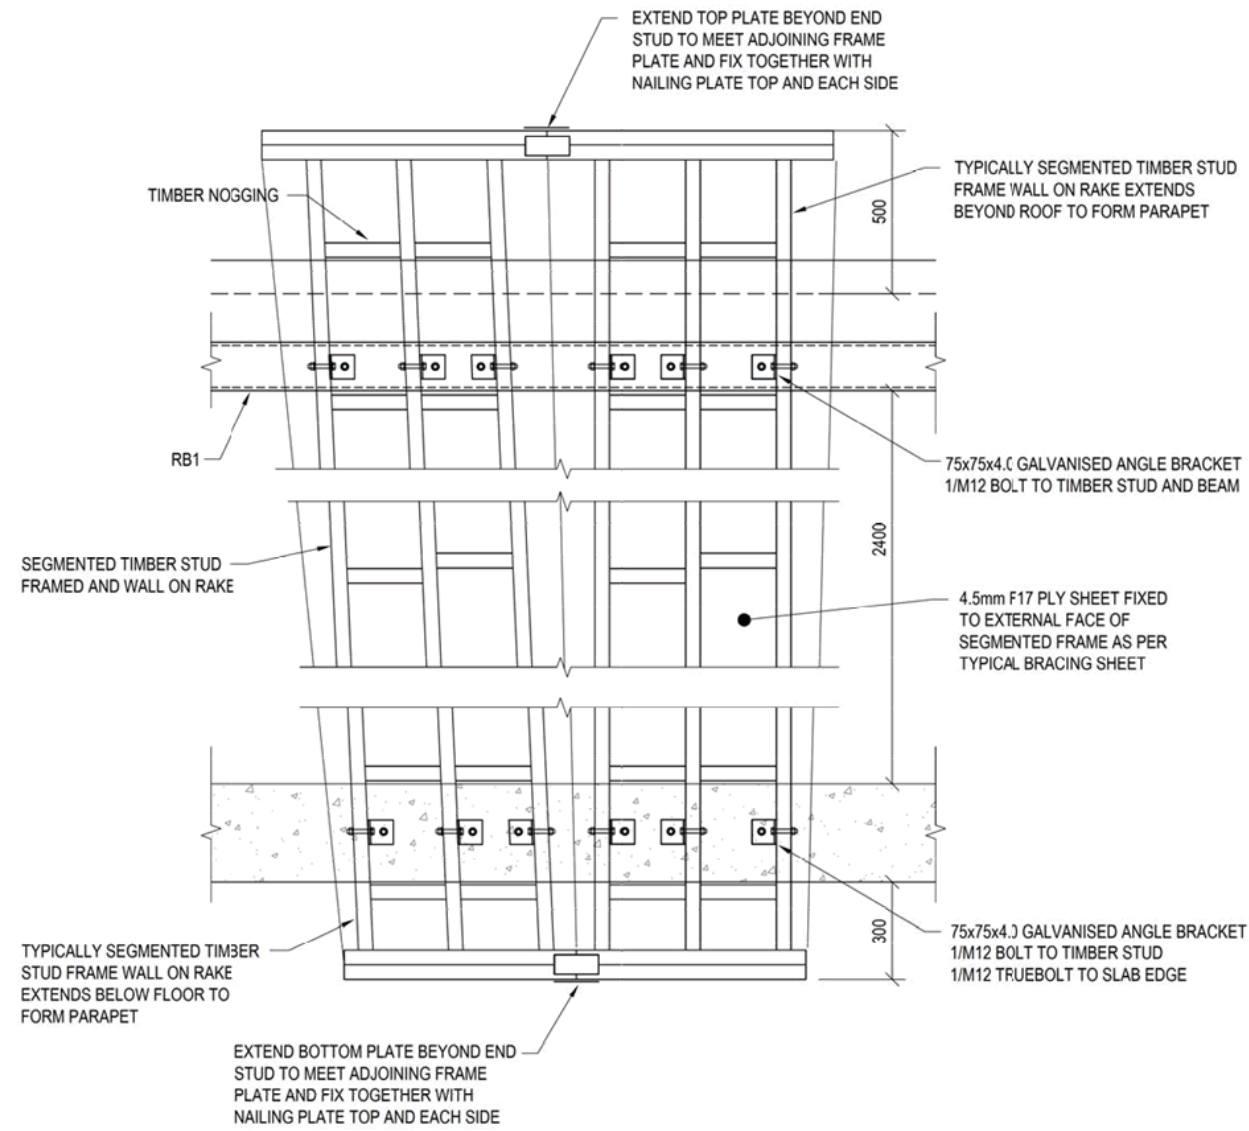 EXTEND TOP PLATE BEYOND END
STUD TO MEET ADJOINING FRAME
PLATE AND FIX TOGETHER WITH
NAILING PLATE TOP AND EACH SIDE
TIMBER NOGGING
TYPICALLY SEGMENTED TIMBER STUD
FRAME WALL ON RAKE EXTENDS
BEYOND ROOF TO FORM PARAPET
500
RB1
75x75x4.0 GALVANISED ANGLE BRACKET
1/M12 BOLT TO TIMBER STUD AND BEAM
2400
SEGMENTED TIMBER STUD
FRAMED AND WALL ON RAKE
4.5mm F17 PLY SHEET FIXED
TO EXTERNAL FACE OF
SEGMENTED FRAME AS PER
TYPICAL BRACING SHEET
300
75x75x4.0 GALVANISED ANGLE BRACKET
1/M12 BOLT TO TIMBER STUD
1/M12 TRUEBOLT TO SLAB EDGE
TYPICALLY SEGMENTED TIMBER
STUD FRAME WALL ON RAKE
EXTENDS BELOW FLOOR TO
FORM PARAPET
EXTEND BOTTOM PLATE BEYOND END
STUD TO MEET ADJOINING FRAME
PLATE AND FIX TOGETHER WITH
NAILING PLATE TOP AND EACH SIDE